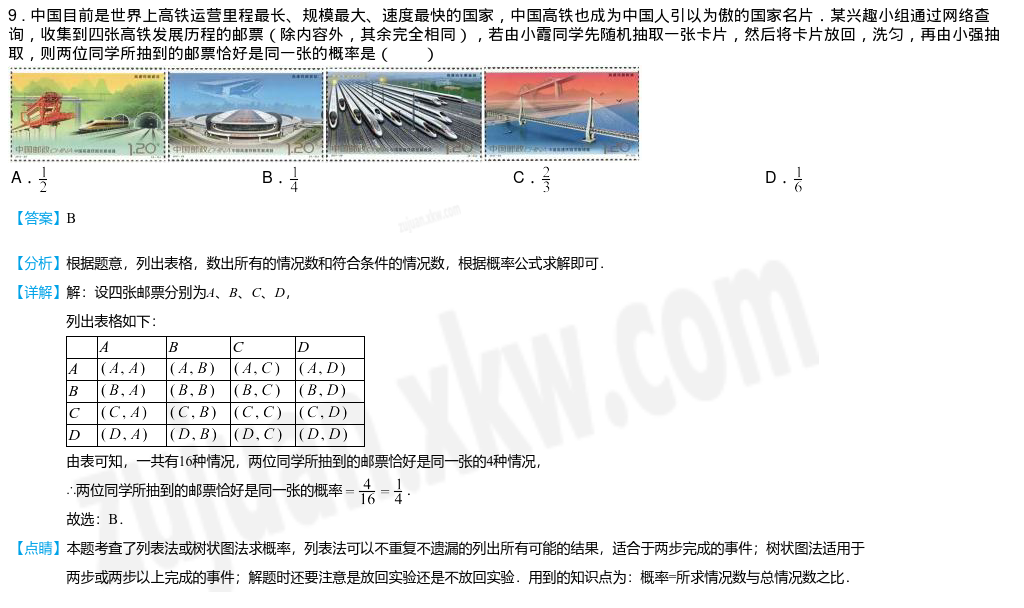 9．中国目前是世界上高铁运营里程最长、规模最大、速度最快的国家，中国高铁也成为中国人引以为傲的国家名片．某兴趣小组通过网络查
询，收集到四张高铁发展历程的邮票（除内容外，其余完全相同），若由小霞同学先随机抽取一张卡片，然后将卡片放回，洗匀，再由小强抽
取，则两位同学所抽到的邮票恰好是同一张的概率是（　　）
中国邮政 CHINA 1.20 中国邮政 CHINA 1.20 中国邮政 CHINA 1.20 中国邮政 CHINA 1.20
A．1/2 B．1/4 C．2/3 D．1/6
【答案】B
【分析】根据题意，列出表格，数出所有的情况数和符合条件的情况数，根据概率公式求解即可．
【详解】解：设四张邮票分别为A、B、C、D，
列出表格如下：
A B C D
A (A, A) (A, B) (A, C) (A, D)
B (B, A) (B, B) (B, C) (B, D)
C (C, A) (C, B) (C, C) (C, D)
D (D, A) (D, B) (D, C) (D, D)
由表可知，一共有16种情况，两位同学所抽到的邮票恰好是同一张的4种情况，
∴两位同学所抽到的邮票恰好是同一张的概率 = 4/16 = 1/4．
故选：B．
【点睛】本题考查了列表法或树状图法求概率，列表法可以不重复不遗漏的列出所有可能的结果，适合于两步完成的事件；树状图法适用于
两步或两步以上完成的事件；解题时还要注意是放回实验还是不放回实验．用到的知识点为：概率=所求情况数与总情况数之比．
zujuan.xkw.com
zujuan.xkw.com